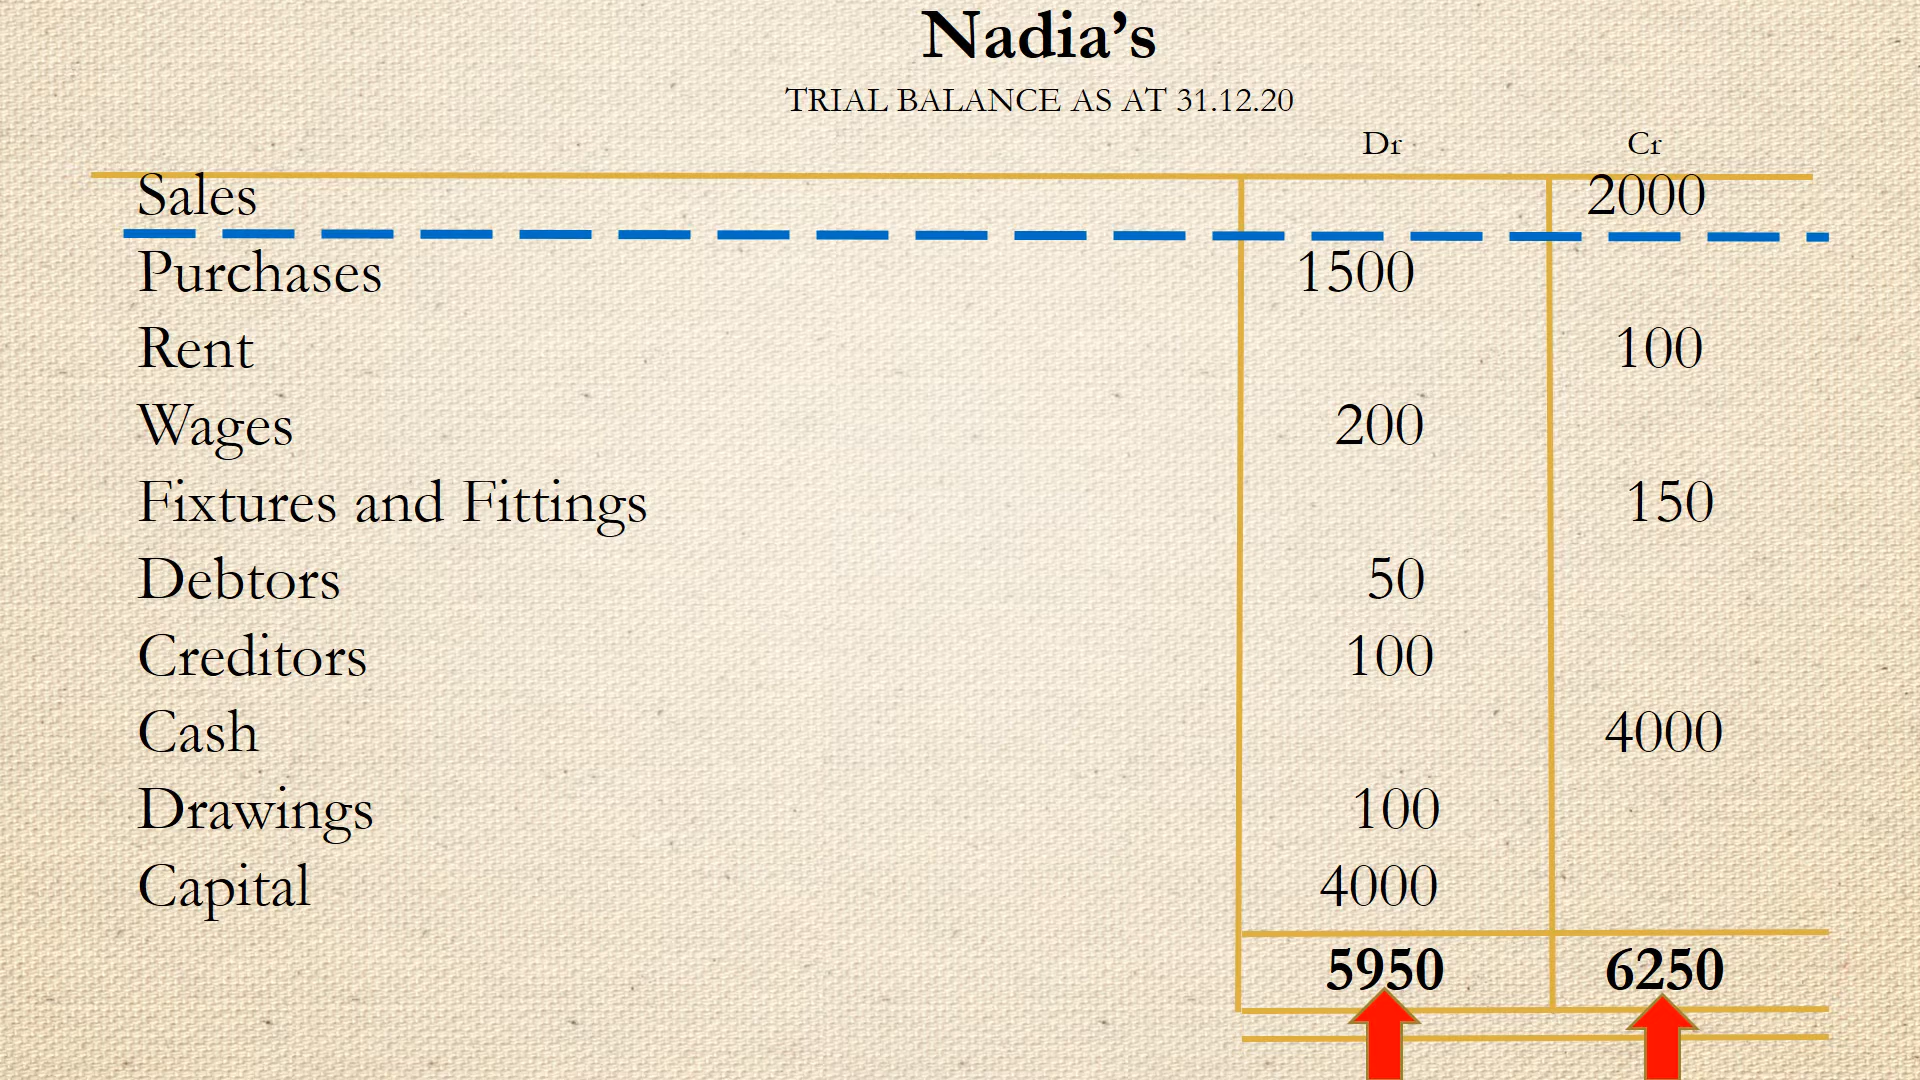 Nadia’s
TRIAL BALANCE AS AT 31.12.20
Dr Cr
Sales 2000
Purchases 1500
Rent 100
Wages 200
Fixtures and Fittings 150
Debtors 50
Creditors 100
Cash 4000
Drawings 100
Capital 4000
5950 6250